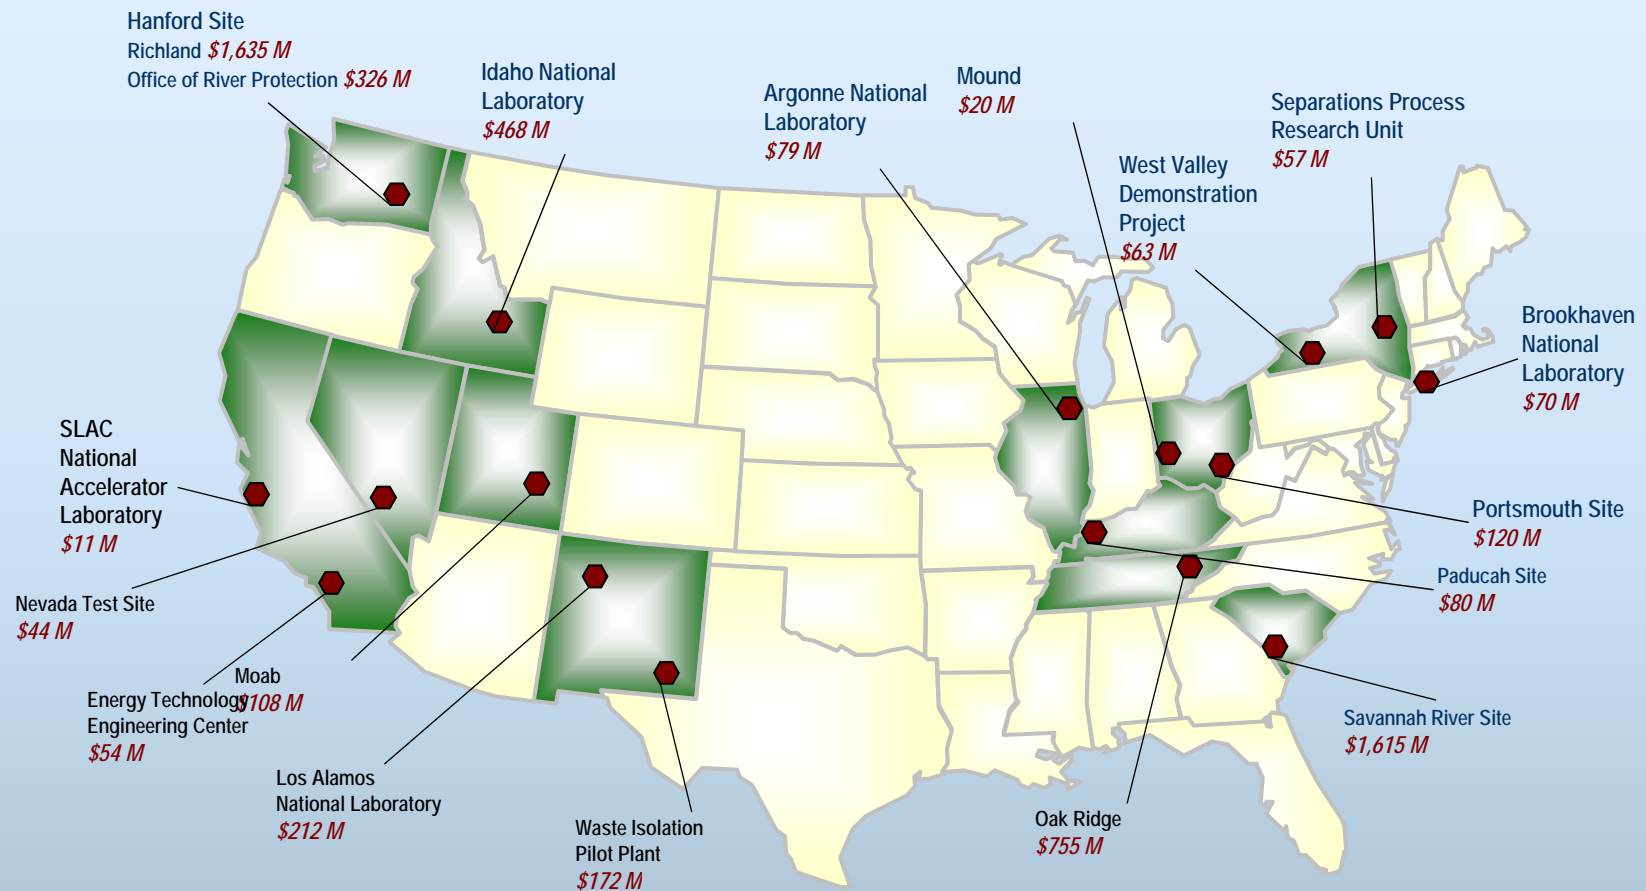 Hanford Site
Richland $1,635 M
Office of River Protection $326 M
Idaho National
Laboratory
$468 M
Argonne National
Laboratory
$79 M
Mound
$20 M
Separations Process
Research Unit
$57 M
West Valley
Demonstration
Project
$63 M
Brookhaven
National
Laboratory
$70 M
SLAC
National
Accelerator
Laboratory
$11 M
Nevada Test Site
$44 M
Energy Technology
Engineering Center
$54 M
Moab
$108 M
Los Alamos
National Laboratory
$212 M
Waste Isolation
Pilot Plant
$172 M
Oak Ridge
$755 M
Savannah River Site
$1,615 M
Paducah Site
$80 M
Portsmouth Site
$120 M